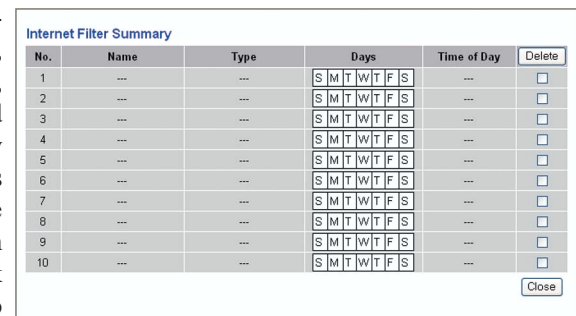 Internet Filter Summary
No. Name Type Days Time of Day Delete
1 --- --- S M T W T F S ---
2 --- --- S M T W T F S ---
3 --- --- S M T W T F S ---
4 --- --- S M T W T F S ---
5 --- --- S M T W T F S ---
6 --- --- S M T W T F S ---
7 --- --- S M T W T F S ---
8 --- --- S M T W T F S ---
9 --- --- S M T W T F S ---
10 --- --- S M T W T F S ---
Close